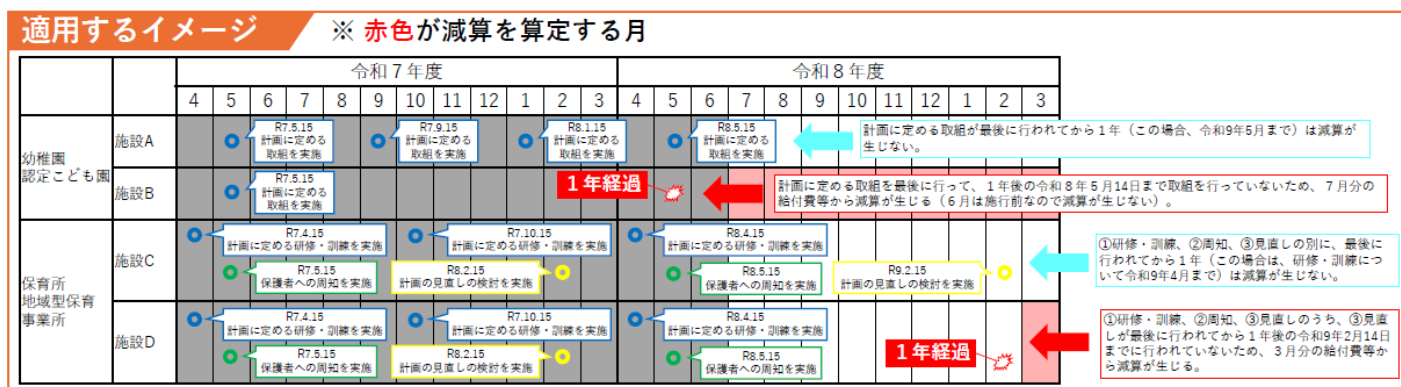 適用するイメージ
※ 赤色が減算を算定する月
令和７年度
令和８年度
4 5 6 7 8 9 10 11 12 1 2 3 4 5 6 7 8 9 10 11 12 1 2 3
幼稚園
認定こども園
施設A
R7.5.15
計画に定める
取組を実施
R7.9.15
計画に定める
取組を実施
R8.1.15
計画に定める
取組を実施
R8.5.15
計画に定める
取組を実施
計画に定める取組が最後に行われてから１年（この場合、令和9年5月まで）は減算が
生じない。
施設B
R7.5.15
計画に定める
取組を実施
１年経過
計画に定める取組を最後に行って、１年後の令和８年５月14日まで取組を行っていないため、７月分の
給付費等から減算が生じる（６月は施行前なので減算が生じない）。
保育所
地域型保育
事業所
施設C
R7.4.15
計画に定める研修・訓練を実施
R7.10.15
計画に定める研修・訓練を実施
R8.4.15
計画に定める研修・訓練を実施
R7.5.15
保護者への周知を実施
R8.2.15
計画の見直しの検討を実施
R8.5.15
保護者への周知を実施
R9.2.15
計画の見直しの検討を実施
①研修・訓練、②周知、③見直しの別に、最後に
行われてから１年（この場合は、研修・訓練につ
いて令和9年4月まで）は減算が生じない。
施設D
R7.4.15
計画に定める研修・訓練を実施
R7.10.15
計画に定める研修・訓練を実施
R8.4.15
計画に定める研修・訓練を実施
R7.5.15
保護者への周知を実施
R8.2.15
計画の見直しの検討を実施
R8.5.15
保護者への周知を実施
１年経過
①研修・訓練、②周知、③見直しのうち、③見直
しが最後に行われてから１年後の令和9年2月14日
までに行われていないため、３月分の給付費等か
ら減算が生じる。